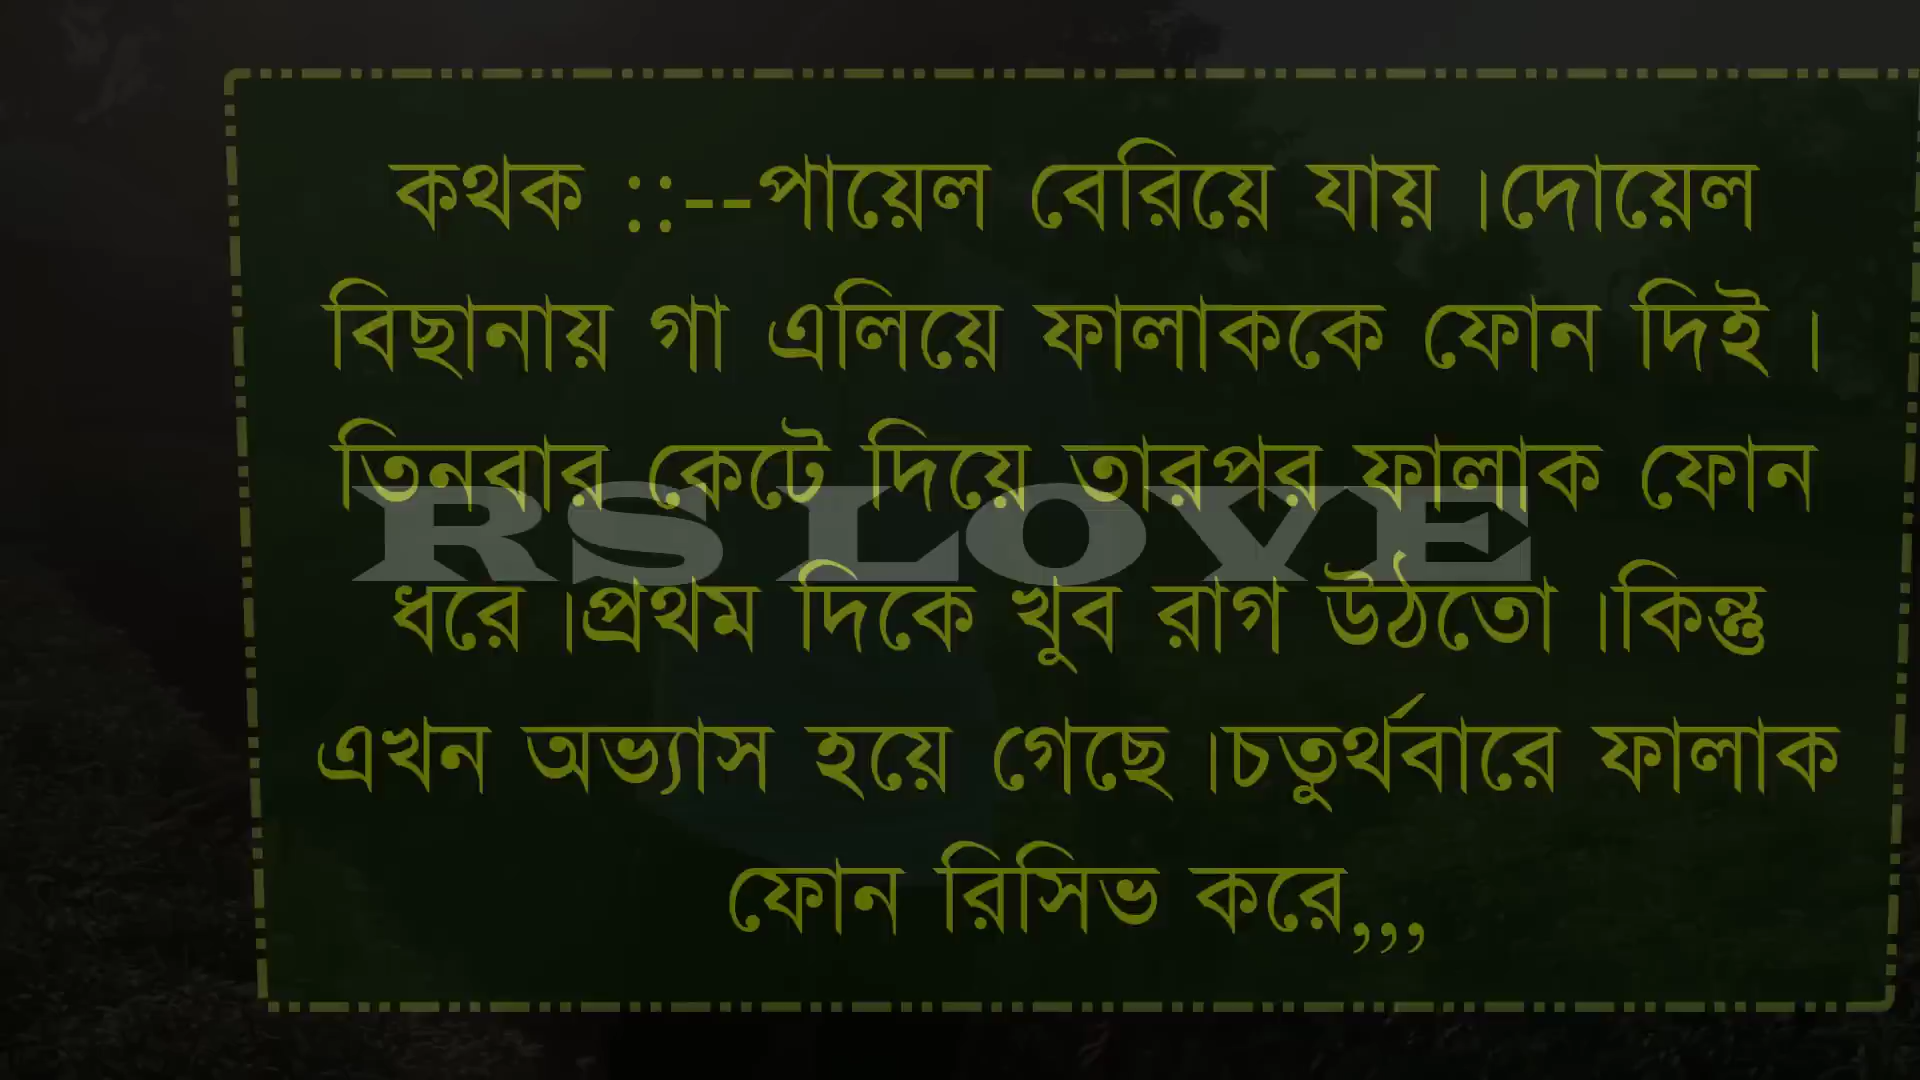 কথক ::--পায়েল বেরিয়ে যায় ।দোয়েল
বিছানায় গা এলিয়ে ফালাককে ফোন দিই ।
তিনবার কেটে দিয়ে তারপর ফালাক ফোন
RS LOVE
ধরে ।প্রথম দিকে খুব রাগ উঠতো ।কিন্তু
এখন অভ্যাস হয়ে গেছে ।চতুর্থবারে ফালাক
ফোন রিসিভ করে,,,